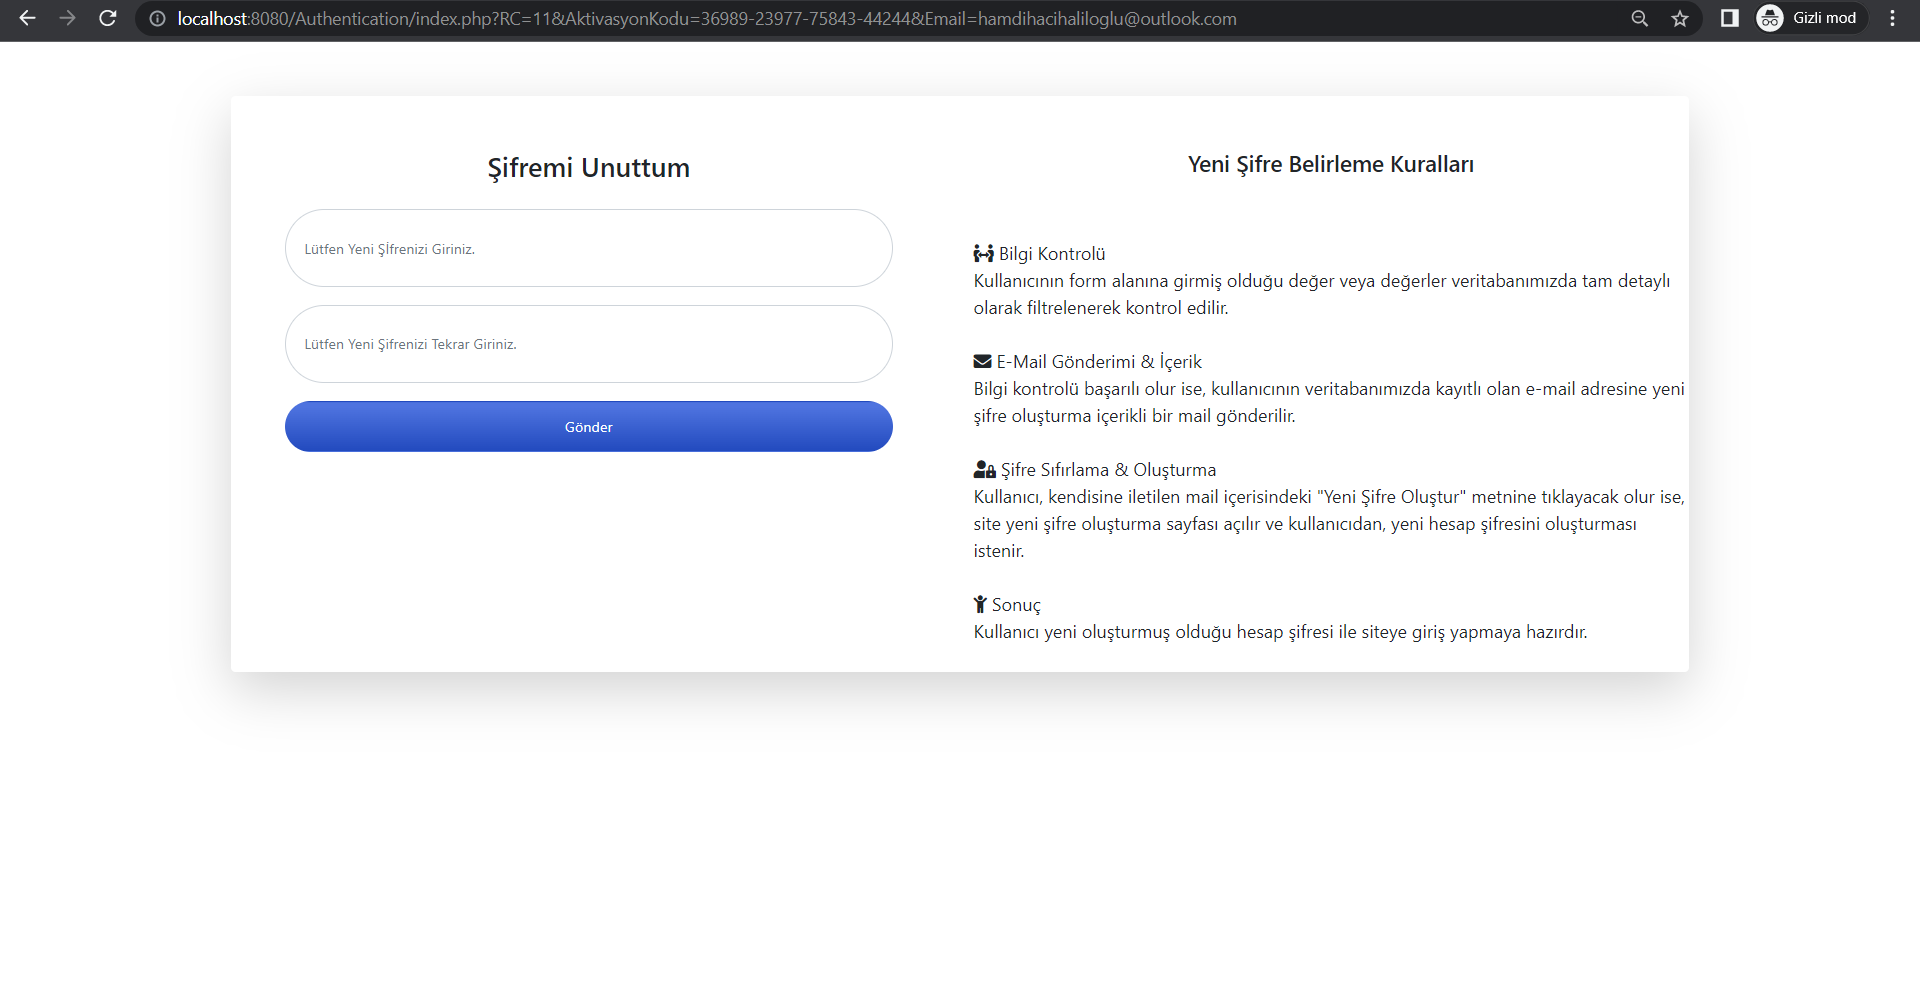 localhost:8080/Authentication/index.php?RC=11&AktivasyonKodu=36989-23977-75843-44244&Email=hamdihacihaliloglu@outlook.com
Gizli mod
Şifremi Unuttum
Lütfen Yeni Şİfrenizi Giriniz.
Lütfen Yeni Şifrenizi Tekrar Giriniz.
Gönder
Yeni Şifre Belirleme Kuralları
Bilgi Kontrolü
Kullanıcının form alanına girmiş olduğu değer veya değerler veritabanımızda tam detaylı
olarak filtrelenerek kontrol edilir.
E-Mail Gönderimi & İçerik
Bilgi kontrolü başarılı olur ise, kullanıcının veritabanımızda kayıtlı olan e-mail adresine yeni
şifre oluşturma içerikli bir mail gönderilir.
Şifre Sıfırlama & Oluşturma
Kullanıcı, kendisine iletilen mail içerisindeki "Yeni Şifre Oluştur" metnine tıklayacak olur ise,
site yeni şifre oluşturma sayfası açılır ve kullanıcıdan, yeni hesap şifresini oluşturması
istenir.
Sonuç
Kullanıcı yeni oluşturmuş olduğu hesap şifresi ile siteye giriş yapmaya hazırdır.